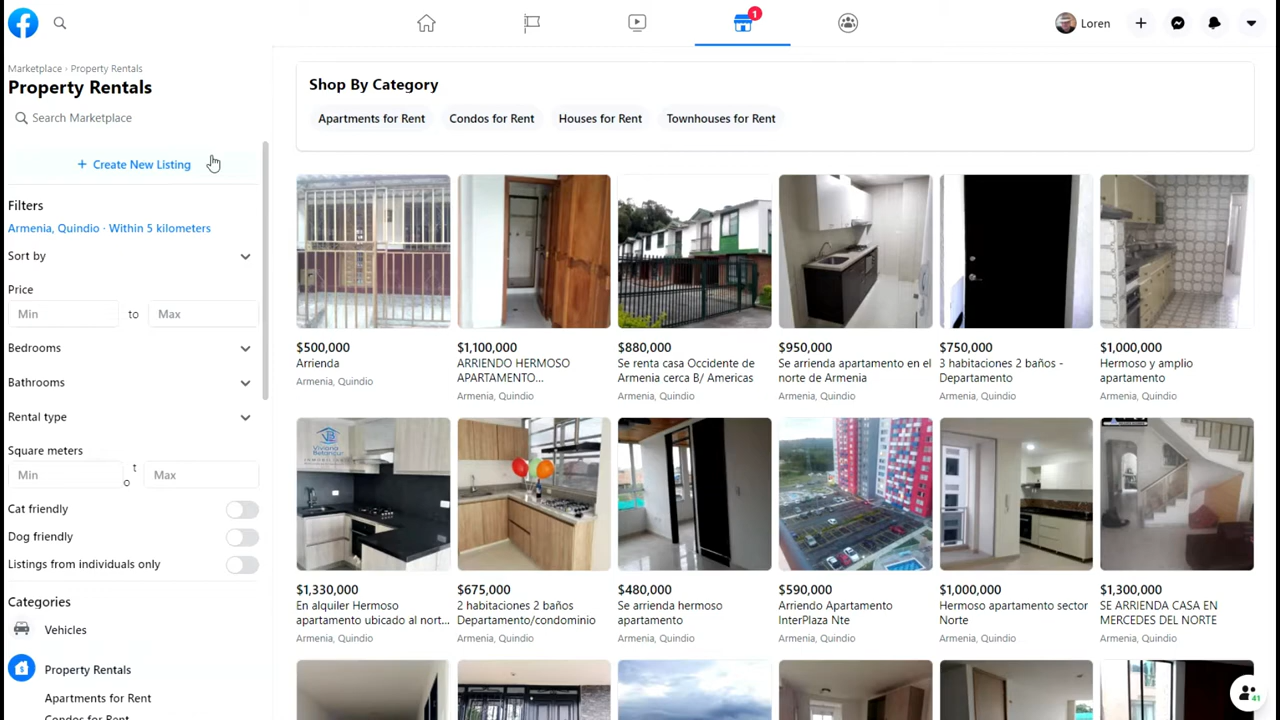 Loren
1
Marketplace · Property Rentals
Property Rentals
Search Marketplace
+ Create New Listing
Filters
Armenia, Quindio · Within 5 kilometers
Sort by
Price
Min
to
Max
Bedrooms
Bathrooms
Rental type
Square meters
Min
to
Max
Cat friendly
Dog friendly
Listings from individuals only
Categories
Vehicles
Property Rentals
Apartments for Rent
Condos for Rent
Shop By Category
Apartments for Rent
Condos for Rent
Houses for Rent
Townhouses for Rent
$500,000
Arrienda
Armenia, Quindio
$1,100,000
ARRIENDO HERMOSO
APARTAMENTO...
Armenia, Quindio
$880,000
Se renta casa Occidente de
Armenia cerca B/ Americas
Armenia, Quindio
$950,000
Se arrienda apartamento en el
norte de Armenia
Armenia, Quindio
$750,000
3 habitaciones 2 baños -
Departamento
Armenia, Quindio
$1,000,000
Hermoso y amplio
apartamento
Armenia, Quindio
$1,330,000
En alquiler Hermoso
apartamento ubicado al nort...
Armenia, Quindio
$675,000
2 habitaciones 2 baños
Departamento/condominio
Armenia, Quindio
$480,000
Se arrienda hermoso
apartamento
Armenia, Quindio
$590,000
Arriendo Apartamento
InterPlaza Nte
Armenia, Quindio
$1,000,000
Hermoso apartamento sector
Norte
Armenia, Quindio
$1,300,000
SE ARRIENDA CASA EN
MERCEDES DEL NORTE
Armenia, Quindio
41